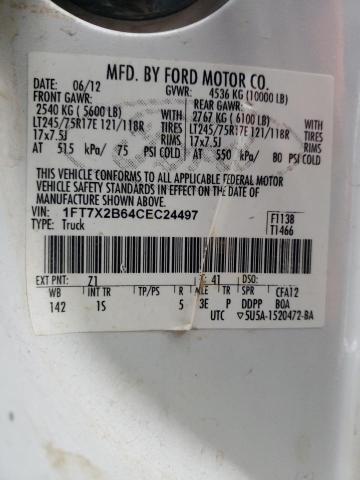 MFD. BY FORD MOTOR CO.
DATE: 06/12 GVWR: 4536 KG (10000 LB)
FRONT GAWR: REAR GAWR:
2540 KG ( 5600 LB) WITH 2767 KG ( 6100 LB) WITH
LT245/75R17E 121/118R TIRES LT245/75R17E 121/118R TIRES
17x7.5J RIMS 17x7.5J RIMS
AT 515 kPa/ 75 PSI COLD AT 550 kPa/ 80 PSI COLD
THIS VEHICLE CONFORMS TO ALL APPLICABLE FEDERAL MOTOR
VEHICLE SAFETY STANDARDS IN EFFECT ON THE DATE OF
MANUFACTURE SHOWN ABOVE.
VIN: 1FT7X2B64CEC24497 F1138
TYPE: Truck T1466
EXT PNT: Z1 41 DSO:
WB INT TR TP/PS R AXLE TR SPR CFA12
142 1S 5 3E P DDPP BOA
UTC ▽5U5A-1520472-BA